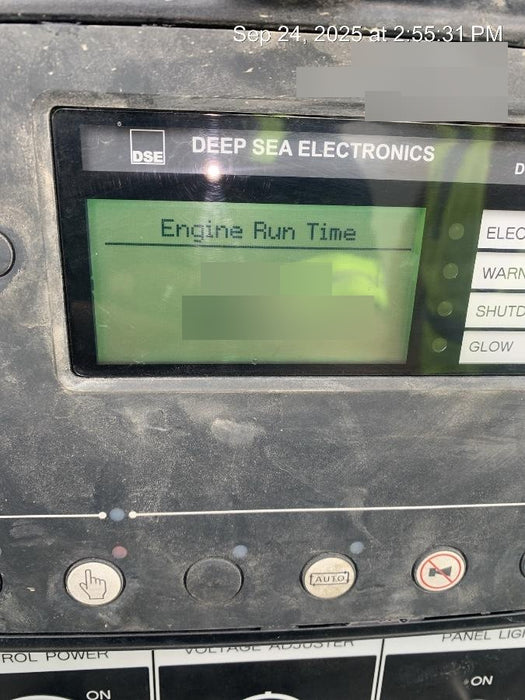 Sep 24, 2025 at 2:55:31 PM
DSE
DEEP SEA ELECTRONICS
D
Engine Run Time
ELEC
WARN
SHUTD
GLOW
AUTO
ROL POWER
VOLTAGE ADJUSTER
PANEL LIGH
ON
ON